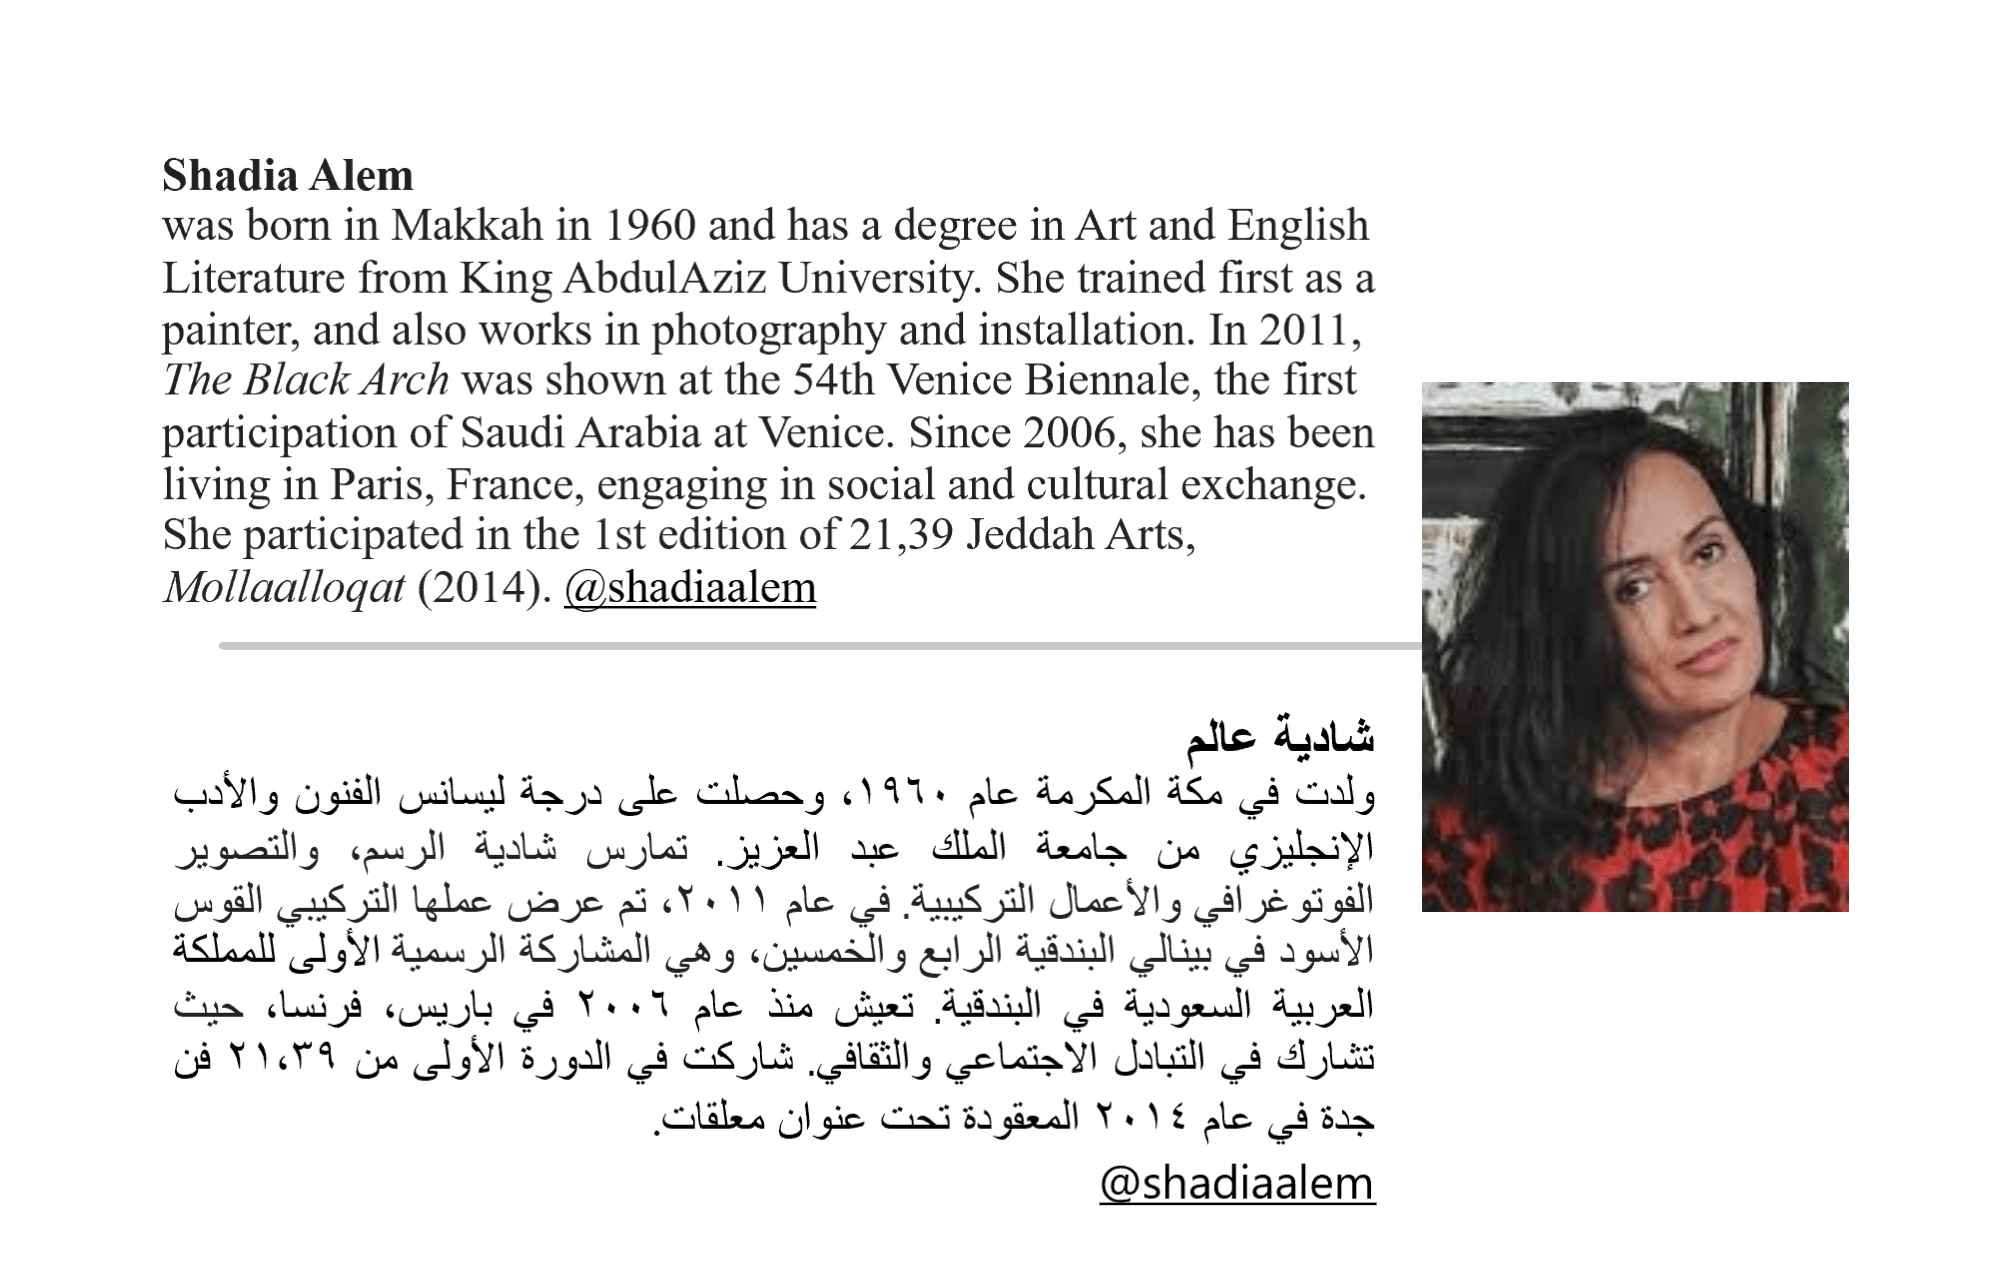 Shadia Alem
was born in Makkah in 1960 and has a degree in Art and English
Literature from King AbdulAziz University. She trained first as a
painter, and also works in photography and installation. In 2011,
The Black Arch was shown at the 54th Venice Biennale, the first
participation of Saudi Arabia at Venice. Since 2006, she has been
living in Paris, France, engaging in social and cultural exchange.
She participated in the 1st edition of 21,39 Jeddah Arts,
Mollaalloqat (2014). @shadiaalem
شادية عالم
ولدت في مكة المكرمة عام ١٩٦٠، وحصلت على درجة ليسانس الفنون والأدب
الإنجليزي من جامعة الملك عبد العزيز. تمارس شادية الرسم، والتصوير
الفوتوغرافي والأعمال التركيبية. في عام ٢٠١١، تم عرض عملها التركيبي القوس
الأسود في بينالي البندقية الرابع والخمسين، وهي المشاركة الرسمية الأولى للمملكة
العربية السعودية في البندقية. تعيش منذ عام ٢٠٠٦ في باريس، فرنسا، حيث
تشارك في التبادل الاجتماعي والثقافي. شاركت في الدورة الأولى من ٢١،٣٩ فن
جدة في عام ٢٠١٤ المعقودة تحت عنوان معلقات.
@shadiaalem